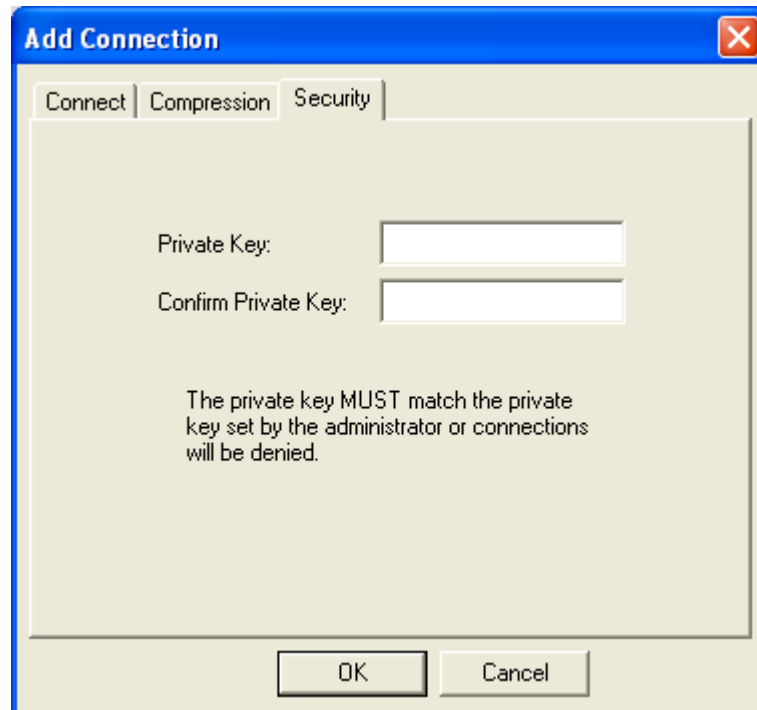 Add Connection
Connect Compression Security
Private Key:
Confirm Private Key:
The private key MUST match the private
key set by the administrator or connections
will be denied.
OK Cancel